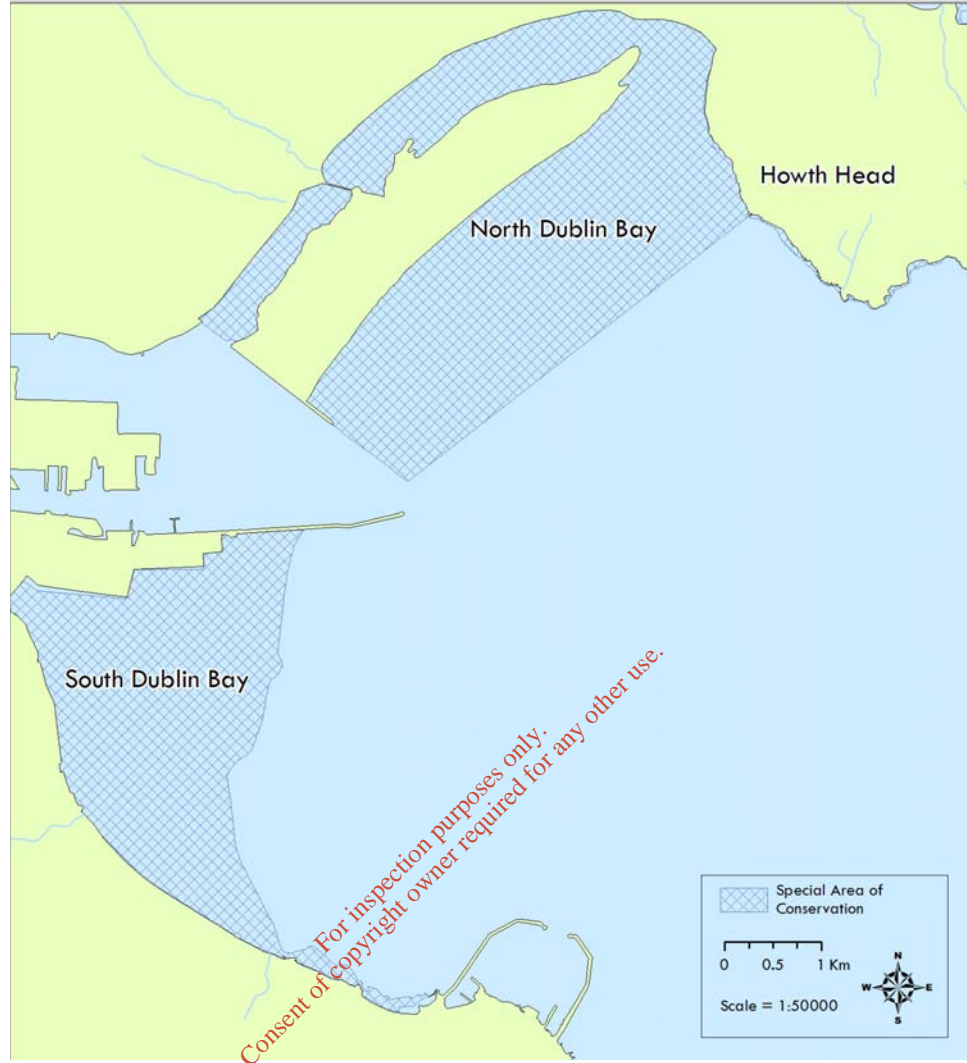 Howth Head
North Dublin Bay
South Dublin Bay
For inspection purposes only.
Consent of copyright owner required for any other use.
Special Area of
Conservation
0 0.5 1 Km
Scale = 1:50000
N
W E
S